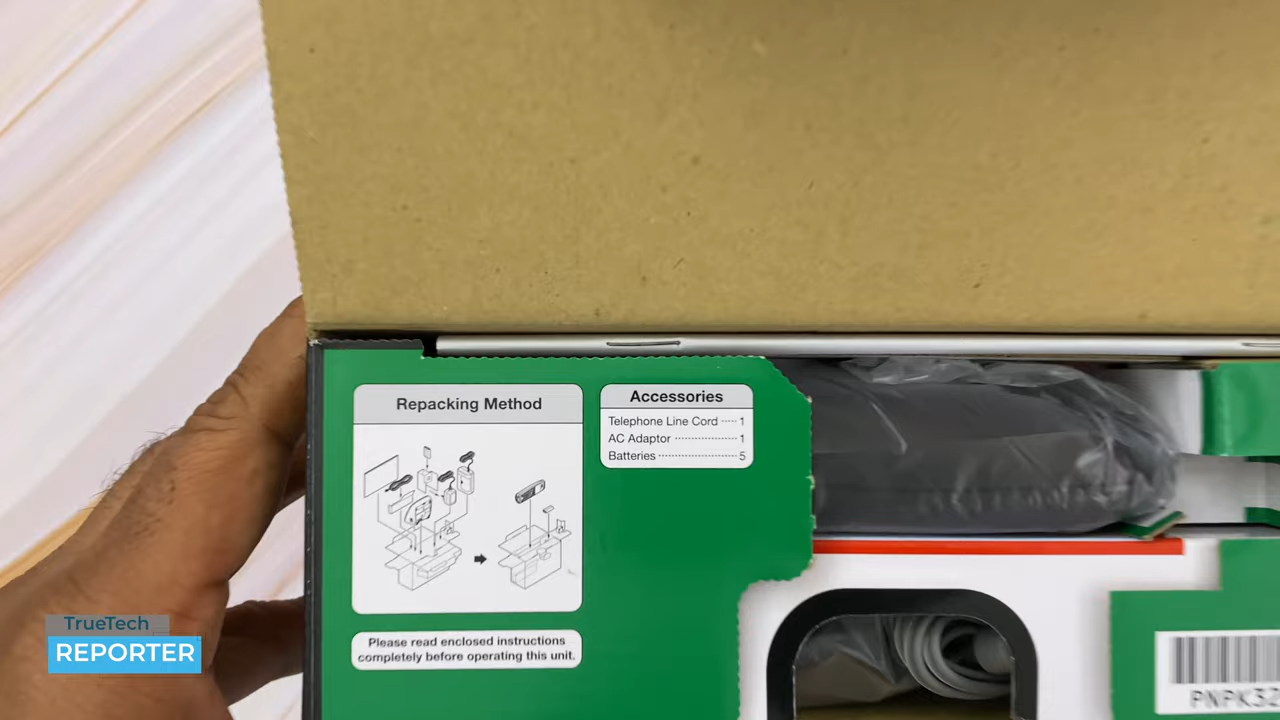 Repacking Method
Accessories
Telephone Line Cord ····· 1
AC Adaptor ················· 1
Batteries ······················ 5
Please read enclosed instructions
completely before operating this unit.
TrueTech
REPORTER